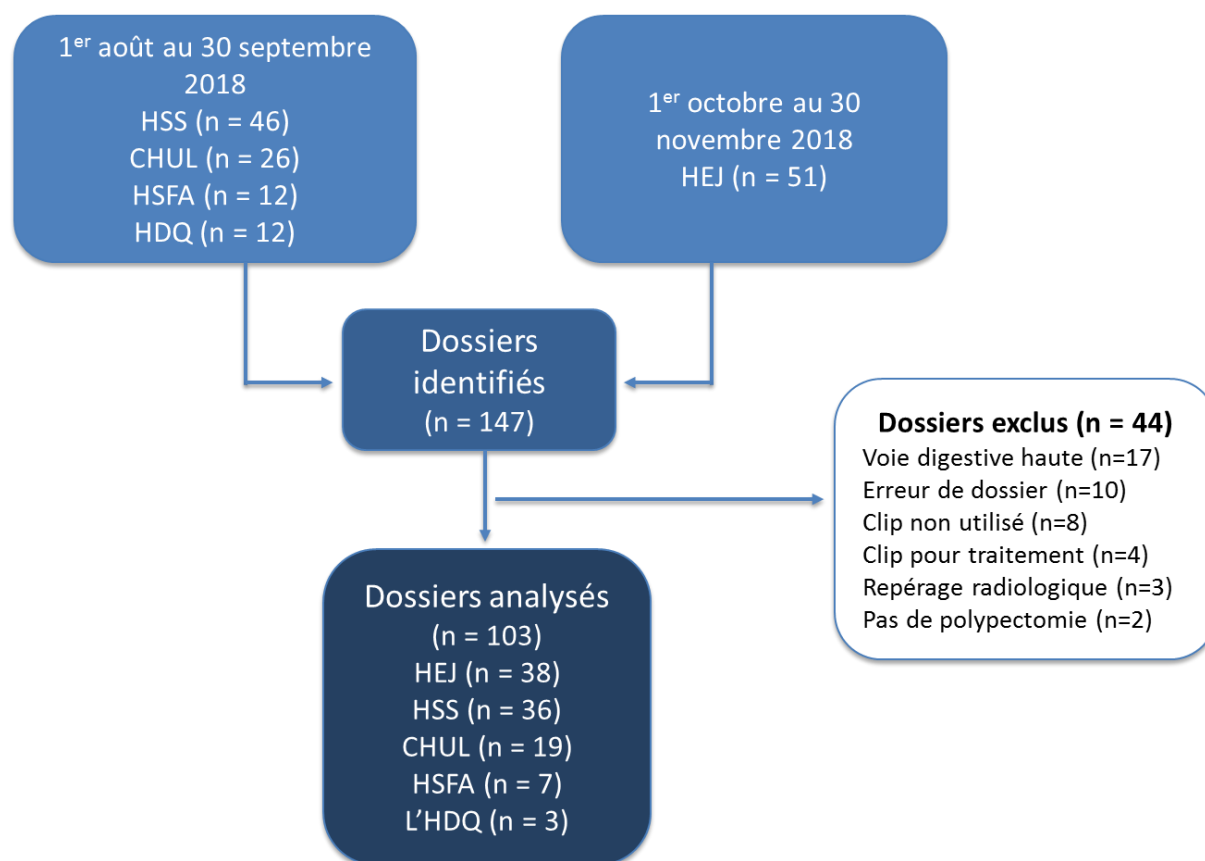 1er août au 30 septembre
2018
HSS (n = 46)
CHUL (n = 26)
HSFA (n = 12)
HDQ (n = 12)
1er octobre au 30
novembre 2018
HEJ (n = 51)
Dossiers
identifiés
(n = 147)
Dossiers exclus (n = 44)
Voie digestive haute (n=17)
Erreur de dossier (n=10)
Clip non utilisé (n=8)
Clip pour traitement (n=4)
Repérage radiologique (n=3)
Pas de polypectomie (n=2)
Dossiers analysés
(n = 103)
HEJ (n = 38)
HSS (n = 36)
CHUL (n = 19)
HSFA (n = 7)
L'HDQ (n = 3)